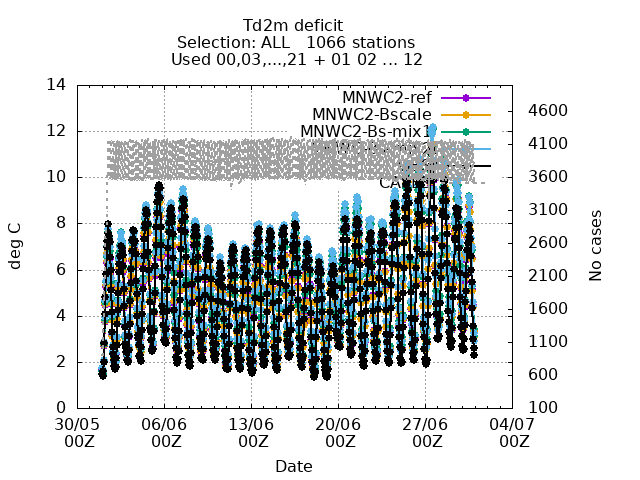 Td2m deficit
Selection: ALL 1066 stations
Used 00,03,...,21 + 01 02 ... 12
14
12
10
8
6
4
2
0
deg C
MNWC2-ref
MNWC2-Bscale
MNWC2-Bs-mix1
4600
4100
3600
3100
2600
2100
1600
1100
600
100
No cases
30/05 06/06 13/06 20/06 27/06 04/07
00Z 00Z 00Z 00Z 00Z 00Z
Date